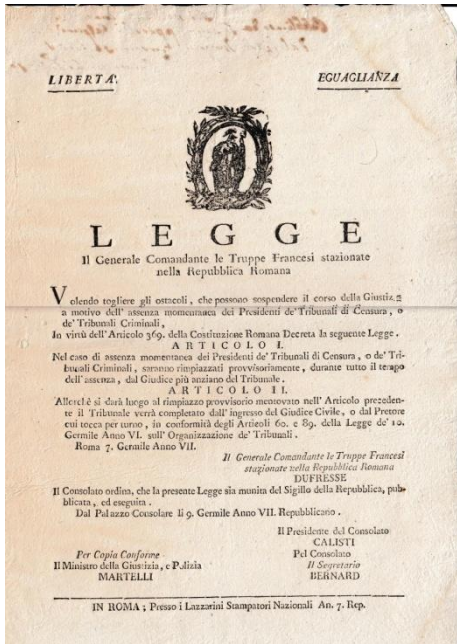 LIBERTA'.
EGUAGLIANZA
LEGGE
Il Generale Comandante le Truppe Francesi stazionate
nella Repubblica Romana
Volendo togliere gli ostacoli, che possono sospendere il corso della Giustizia
a motivo dell' assenza momentanea dei Presidenti de' Tribunali di Censura, o
de' Tribunali Criminali,
In virtù dell' Articolo 369. della Costituzione Romana Decreta la seguente Legge.
ARTICOLO I.
Nel caso di assenza momentanea dei Presidenti de' Tribunali di Censura, o de' Tri-
bunali Criminali, saranno rimpiazzati provvisoriamente, durante tutto il tempo
dell' assenza, dal Giudice più anziano del Tribunale.
ARTICOLO II.
Allorchè si darà luogo al rimpiazzo provvisorio mentovato nell' Articolo preceden-
te il Tribunale verrà completato dall' ingresso del Giudice Civile, o dal Pretore
cui tocca per turno, in conformità degli Articoli 60. e 89. della Legge de' 10.
Germile Anno VI. sull' Organizzazione de' Tribunali.
Roma 7. Germile Anno VII.
Il Generale Comandante le Truppe Francesi
stazionate nella Repubblica Romana
DUFRESSE
Il Consolato ordina, che la presente Legge sia munita del Sigillo della Repubblica, pub-
blicata, ed eseguita.
Dal Palazzo Consolare li 9. Germile Anno VII. Repubblicano.
Il Presidente del Consolato
CALISTI
Per Copia Conforme
Pel Consolato
Il Ministro della Giustizia, e Polizia
Il Segretario
MARTELLI
BERNARD
IN ROMA; Presso i Lazzarini Stampatori Nazionali An. 7. Rep.